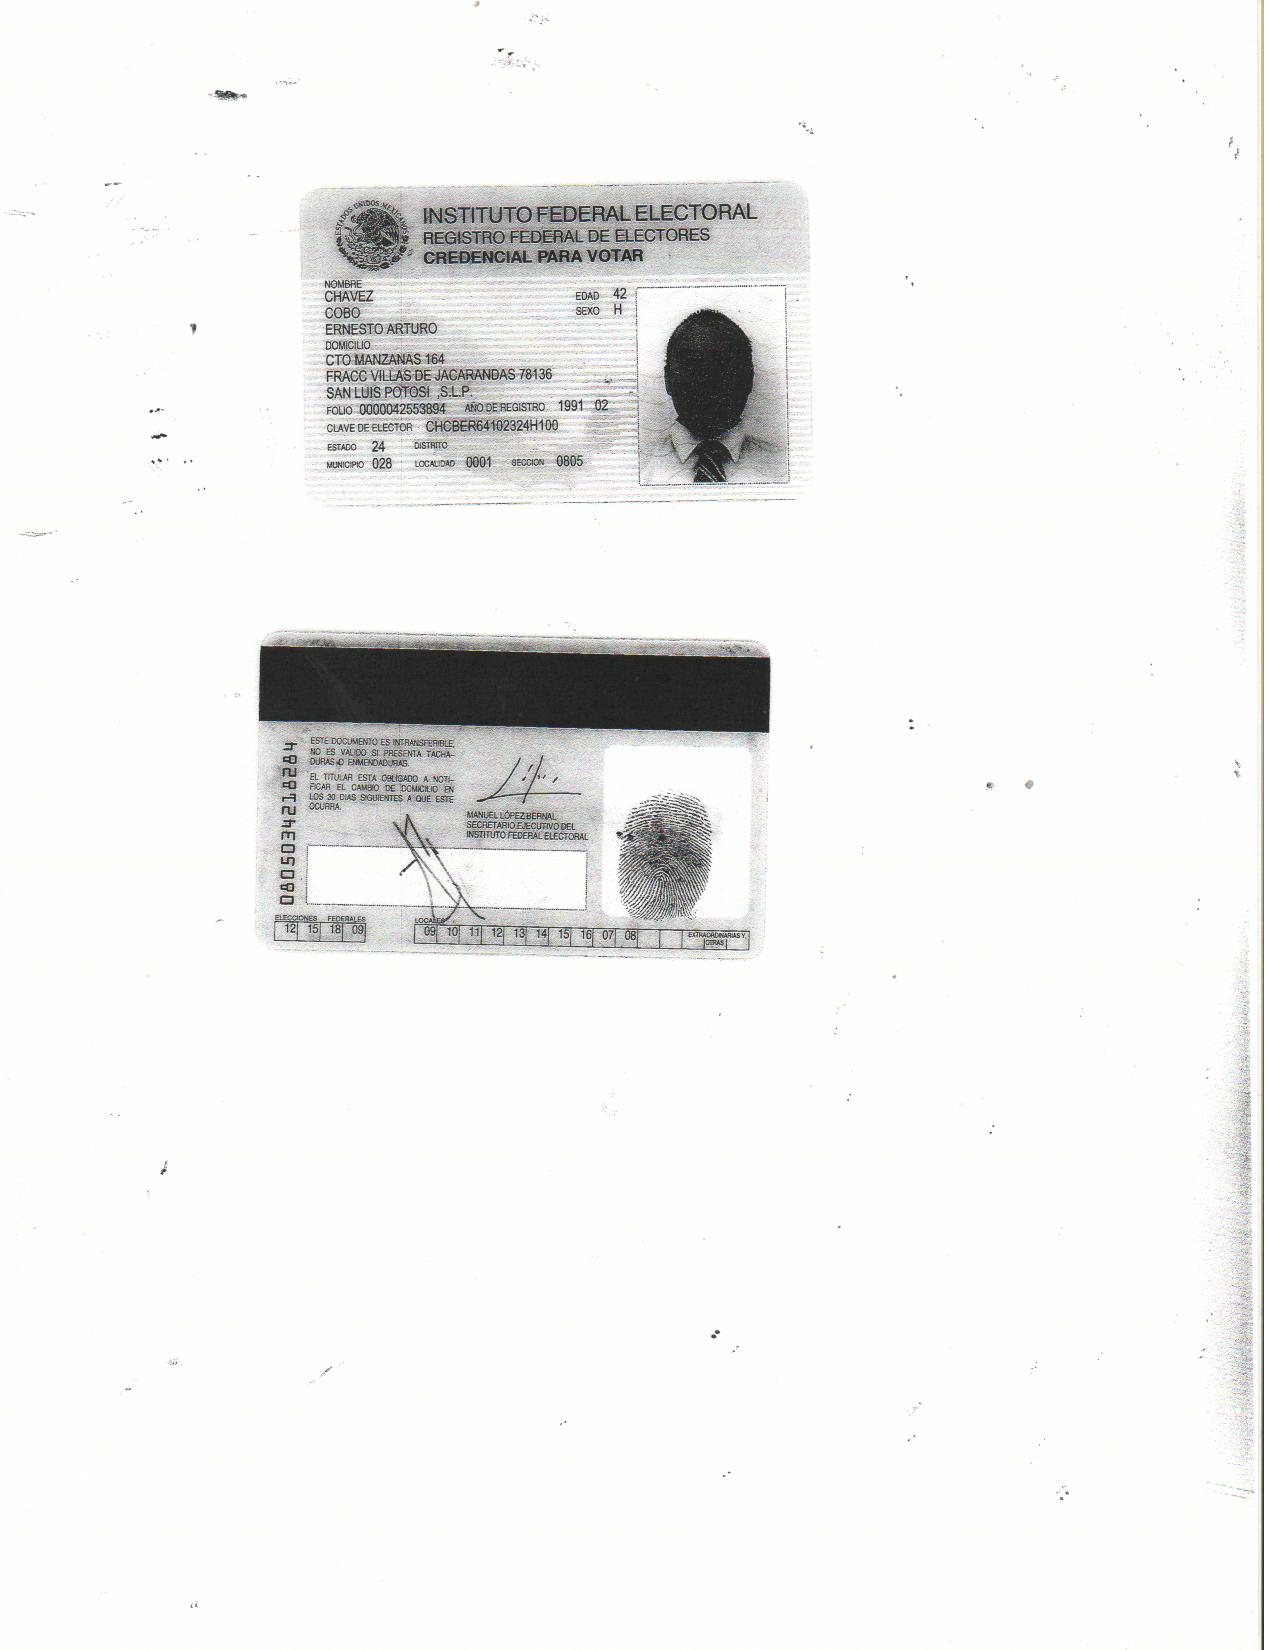 ESTADOS UNIDOS MEXICANOS
INSTITUTO FEDERAL ELECTORAL
REGISTRO FEDERAL DE ELECTORES
CREDENCIAL PARA VOTAR
NOMBRE
CHAVEZ
COBO
ERNESTO ARTURO
EDAD 42
SEXO H
DOMICILIO
CTO MANZANAS 164
FRACC VILLAS DE JACARANDAS 78136
SAN LUIS POTOSI ,S.L.P.
FOLIO 0000042553894 AÑO DE REGISTRO 1991 02
CLAVE DE ELECTOR CHCBER64102324H100
ESTADO 24 DISTRITO
MUNICIPIO 028 LOCALIDAD 0001 SECCION 0805
ESTE DOCUMENTO ES INTRANSFERIBLE,
NO ES VALIDO SI PRESENTA TACHA-
DURAS O ENMENDADURAS.
EL TITULAR ESTA OBLIGADO A NOTI-
FICAR EL CAMBIO DE DOMICILIO EN
LOS 30 DIAS SIGUIENTES A QUE ESTE
OCURRA.
MANUEL LÓPEZ BERNAL
SECRETARIO EJECUTIVO DEL
INSTITUTO FEDERAL ELECTORAL
0805034212824
ELECCIONES FEDERALES
12 15 18 09
LOCALES
09 10 11 12 13 14 15 16 07 08
EXTRAORDINARIAS Y
OTRAS